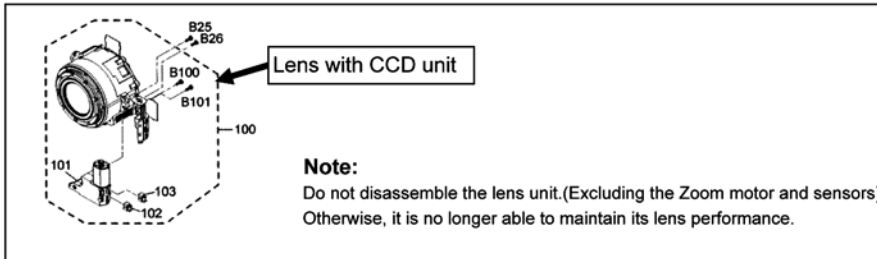 B25
B26
Lens with CCD unit
B100
B101
100
101
103
102
Note:
Do not disassemble the lens unit.(Excluding the Zoom motor and sensors)
Otherwise, it is no longer able to maintain its lens performance.